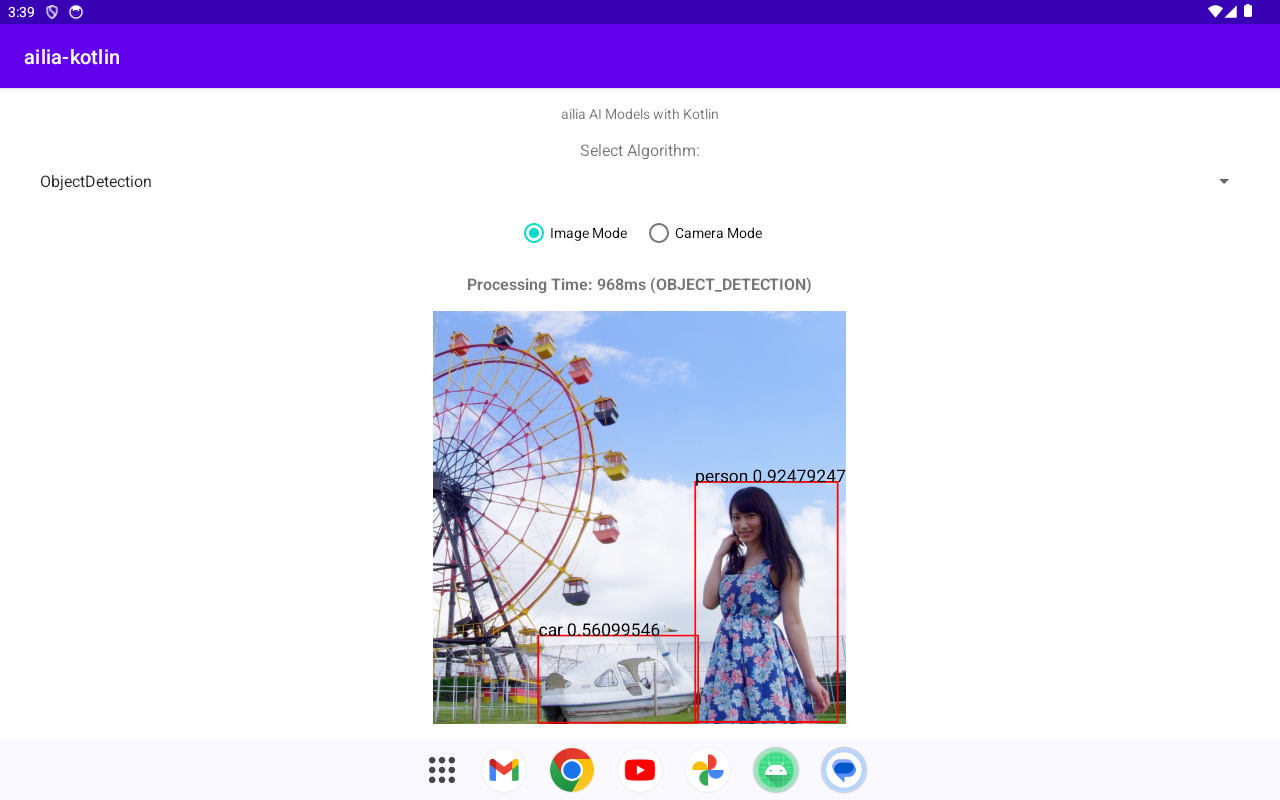 3:39
ailia-kotlin
ailia AI Models with Kotlin
Select Algorithm:
ObjectDetection
Image Mode Camera Mode
Processing Time: 968ms (OBJECT_DETECTION)
person 0.92479247
car 0.56099546